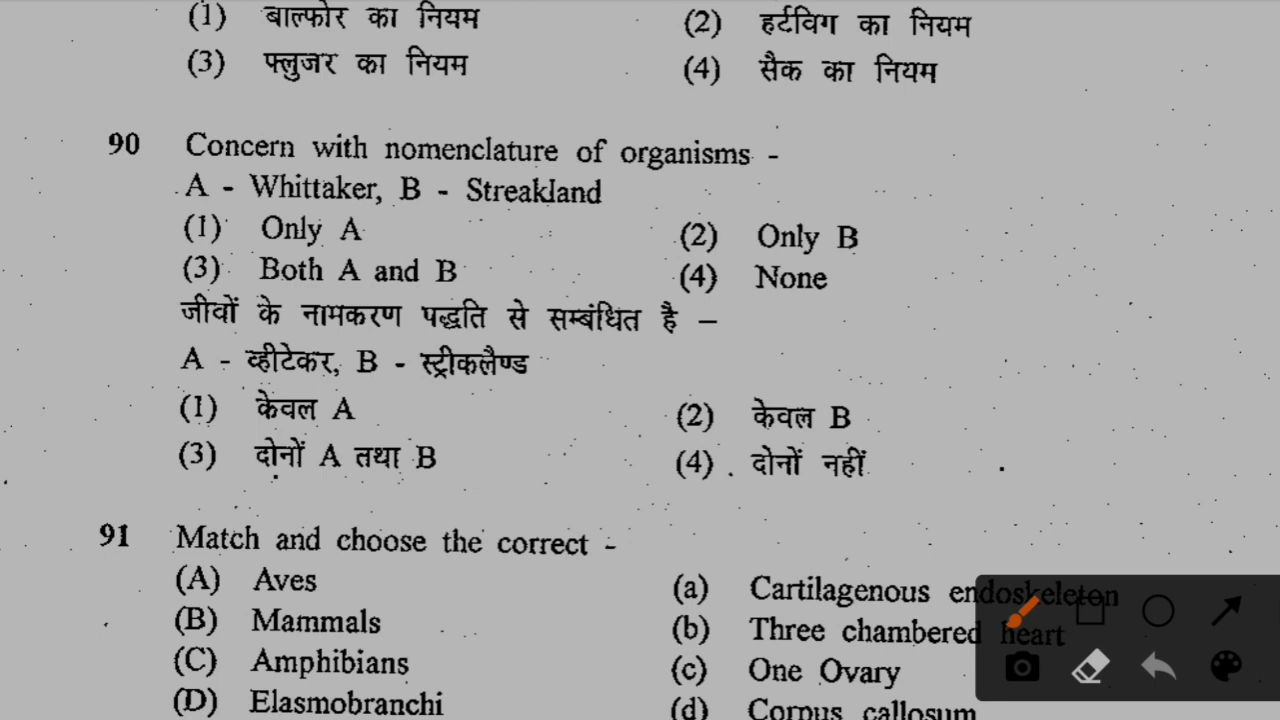 (1) बाल्फोर का नियम (2) हर्टविग का नियम
(3) फ्लुजर का नियम (4) सैक का नियम
90 Concern with nomenclature of organisms -
A - Whittaker, B - Streakland
(1) Only A (2) Only B
(3) Both A and B (4) None
जीवों के नामकरण पद्धति से सम्बंधित है –
A - व्हीटेकर, B - स्ट्रीकलैण्ड
(1) केवल A (2) केवल B
(3) दोनों A तथा B (4) दोनों नहीं
91 Match and choose the correct -
(A) Aves (a) Cartilagenous endoskeleton
(B) Mammals (b) Three chambered heart
(C) Amphibians (c) One Ovary
(D) Elasmobranchi (d) Corpus callosum